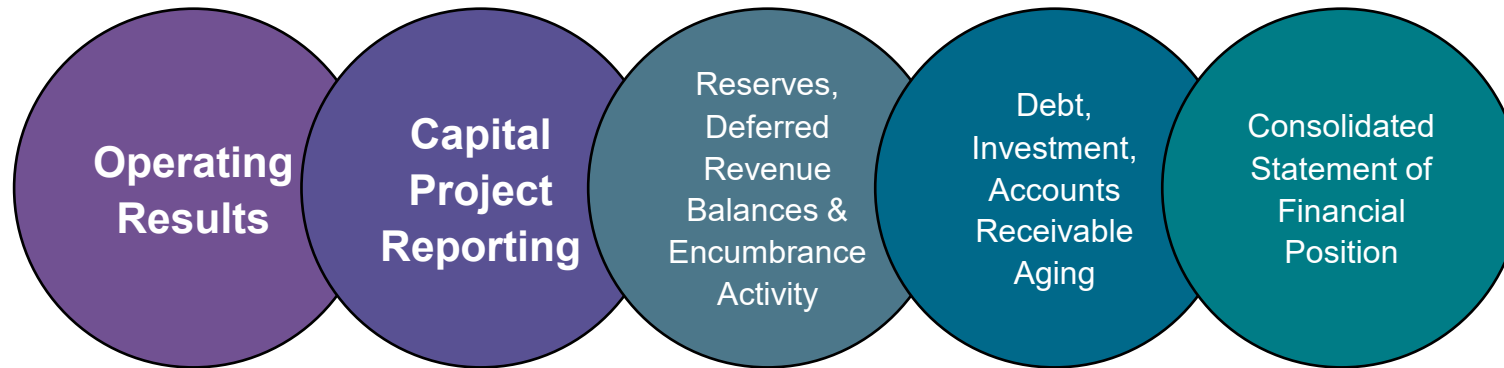 Operating
Results
Capital
Project
Reporting
Reserves,
Deferred
Revenue
Balances &
Encumbrance
Activity
Debt,
Investment,
Accounts
Receivable
Aging
Consolidated
Statement of
Financial
Position